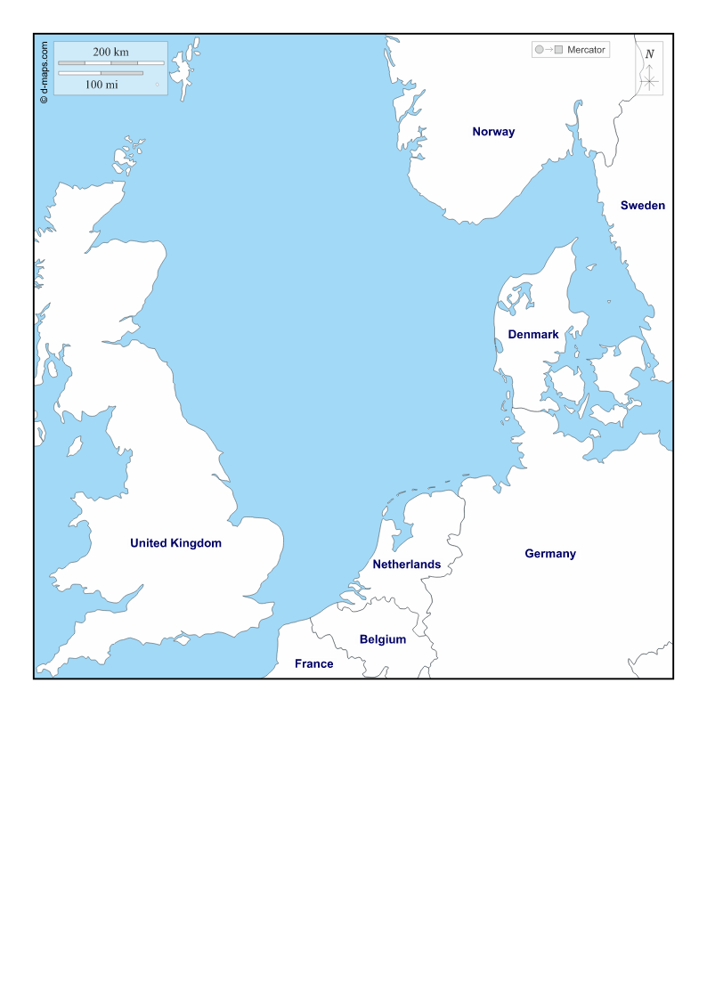 © d-maps.com
200 km
100 mi
Mercator
N
Norway
Sweden
Denmark
United Kingdom
Germany
Netherlands
Belgium
France